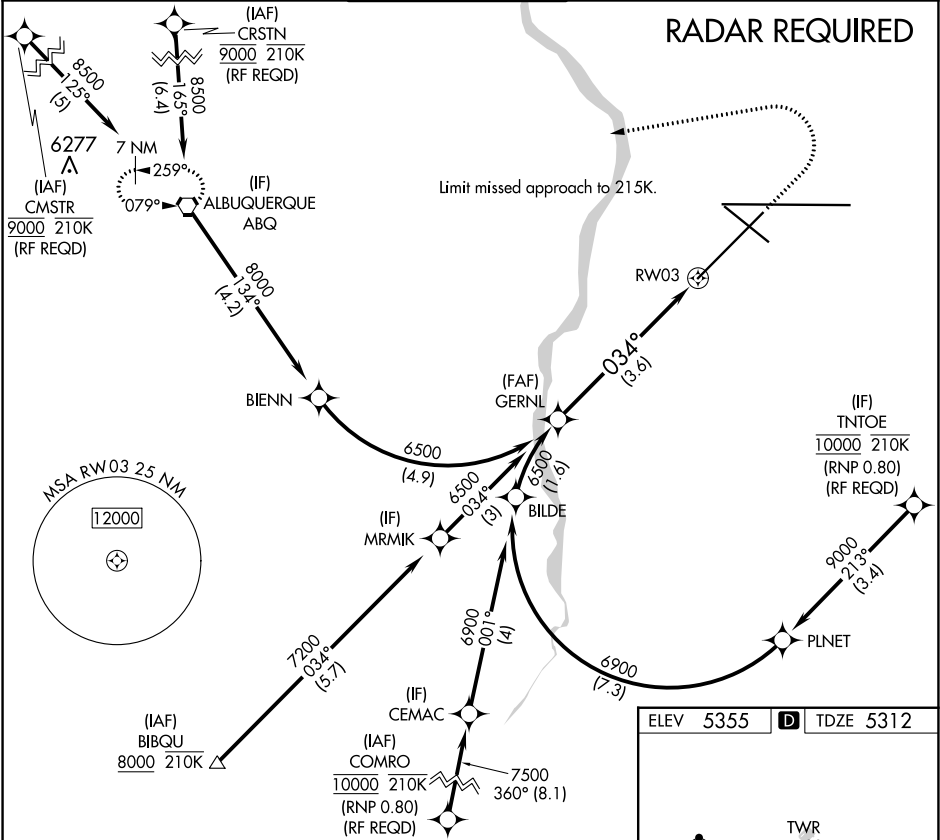 RADAR REQUIRED
(IAF)
CRSTN
9000 210K
(RF REQD)
8500
165°
(6.4)
8500
125°
(5)
6277
7 NM
259°
079°
(IAF)
CMSTR
9000 210K
(RF REQD)
(IF)
ALBUQUERQUE
ABQ
Limit missed approach to 215K.
RW03
8000
134°
(4.2)
BIENN
(FAF)
GERNL
034°
(3.6)
6500
(4.9)
6500
034°
(3)
6500
(1.6)
BILDE
(IF)
MRMIK
(IF)
TNTOE
10000 210K
(RNP 0.80)
(RF REQD)
9000
213°
(3.4)
PLNET
6900
(7.3)
MSA RW03 25 NM
12000
7200
034°
(5.7)
6900
001°
(4)
(IF)
CEMAC
(IAF)
BIBQU
8000 210K
(IAF)
COMRO
10000 210K
(RNP 0.80)
(RF REQD)
7500
360° (8.1)
ELEV 5355 D TDZE 5312
TWR